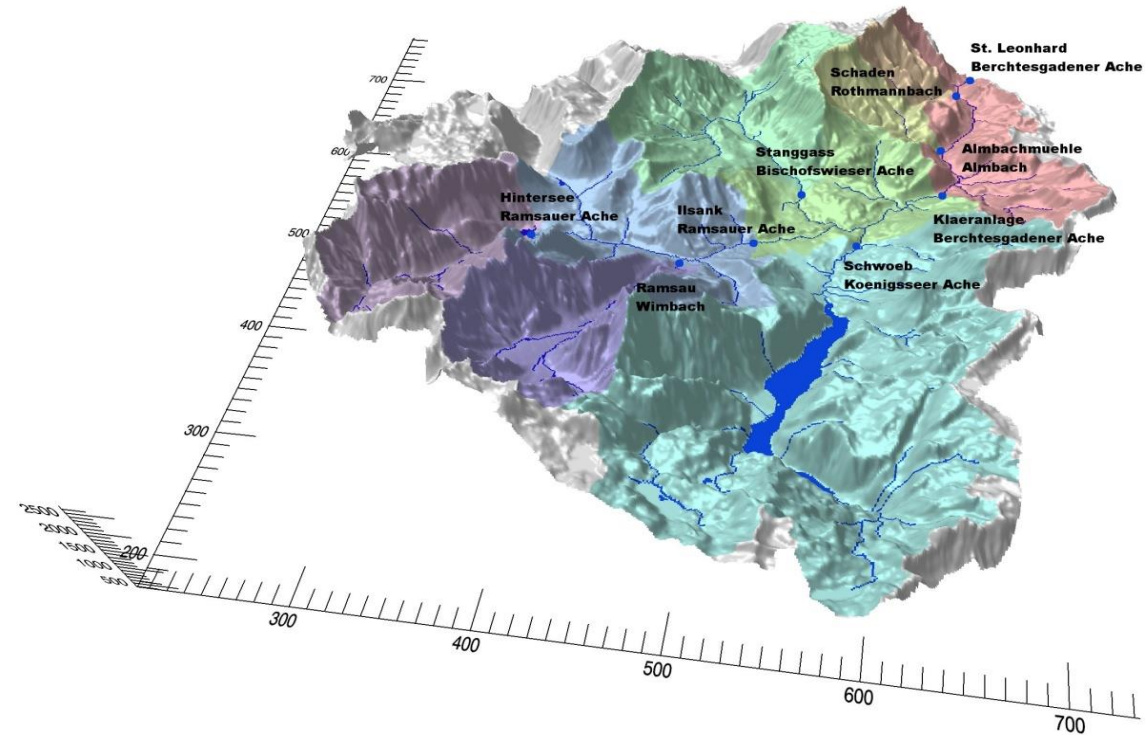 St. Leonhard
Berchtesgadener Ache
Schaden
Rothmannbach
Almbachmuehle
Almbach
Stanggass
Bischofswieser Ache
Hintersee
Ramsauer Ache
Ilsank
Ramsauer Ache
Klaeranlage
Berchtesgadener Ache
Schwoeb
Koenigsseer Ache
Ramsau
Wimbach
700
600
500
400
300
200
2500
2000
1500
1000
500
300
400
500
600
700